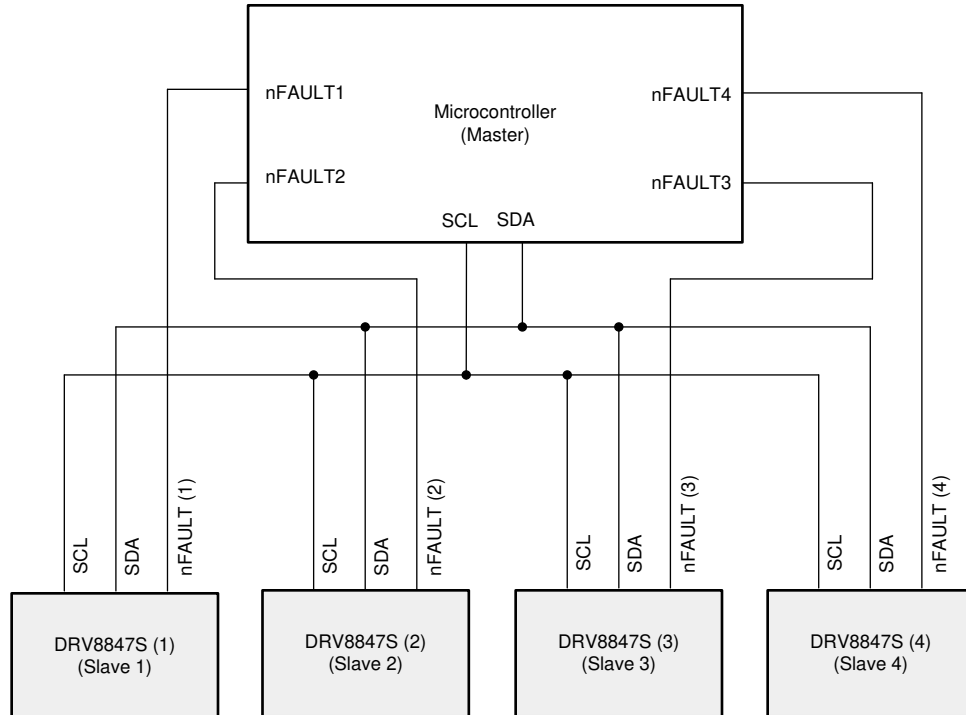 nFAULT1
nFAULT4
Microcontroller
(Master)
nFAULT2
nFAULT3
SCL
SDA
SCL
SDA
nFAULT (1)
SCL
SDA
nFAULT (2)
SCL
SDA
nFAULT (3)
SCL
SDA
nFAULT (4)
DRV8847S (1)
(Slave 1)
DRV8847S (2)
(Slave 2)
DRV8847S (3)
(Slave 3)
DRV8847S (4)
(Slave 4)